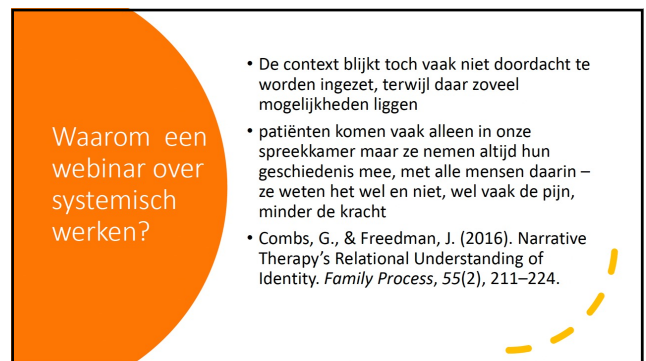 Waarom een
webinar over
systemisch
werken?
• De context blijkt toch vaak niet doordacht te
worden ingezet, terwijl daar zoveel
mogelijkheden liggen
• patiënten komen vaak alleen in onze
spreekkamer maar ze nemen altijd hun
geschiedenis mee, met alle mensen daarin –
ze weten het wel en niet, wel vaak de pijn,
minder de kracht
• Combs, G., & Freedman, J. (2016). Narrative
Therapy’s Relational Understanding of
Identity. Family Process, 55(2), 211–224.